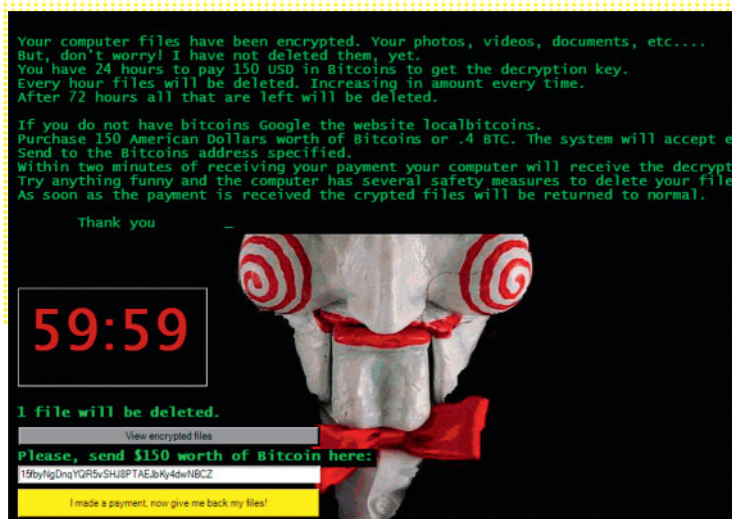 Your computer files have been encrypted. Your photos, videos, documents, etc....
But, don't worry! I have not deleted them, yet.
You have 24 hours to pay 150 USD in Bitcoins to get the decryption key.
Every hour files will be deleted. Increasing in amount every time.
After 72 hours all that are left will be deleted.
If you do not have bitcoins Google the website localbitcoins.
Purchase 150 American Dollars worth of Bitcoins or .4 BTC. The system will accept e
Send to the Bitcoins address specified.
Within two minutes of receiving your payment your computer will receive the decrypt
Try anything funny and the computer has several safety measures to delete your file
As soon as the payment is received the crypted files will be returned to normal.
Thank you _
59:59
1 file will be deleted.
View encrypted files
Please, send $150 worth of Bitcoin here:
15fbyNgDnqYQR5vSHJ8PTAEJbKy4dwNBCZ
I made a payment, now give me back my files!